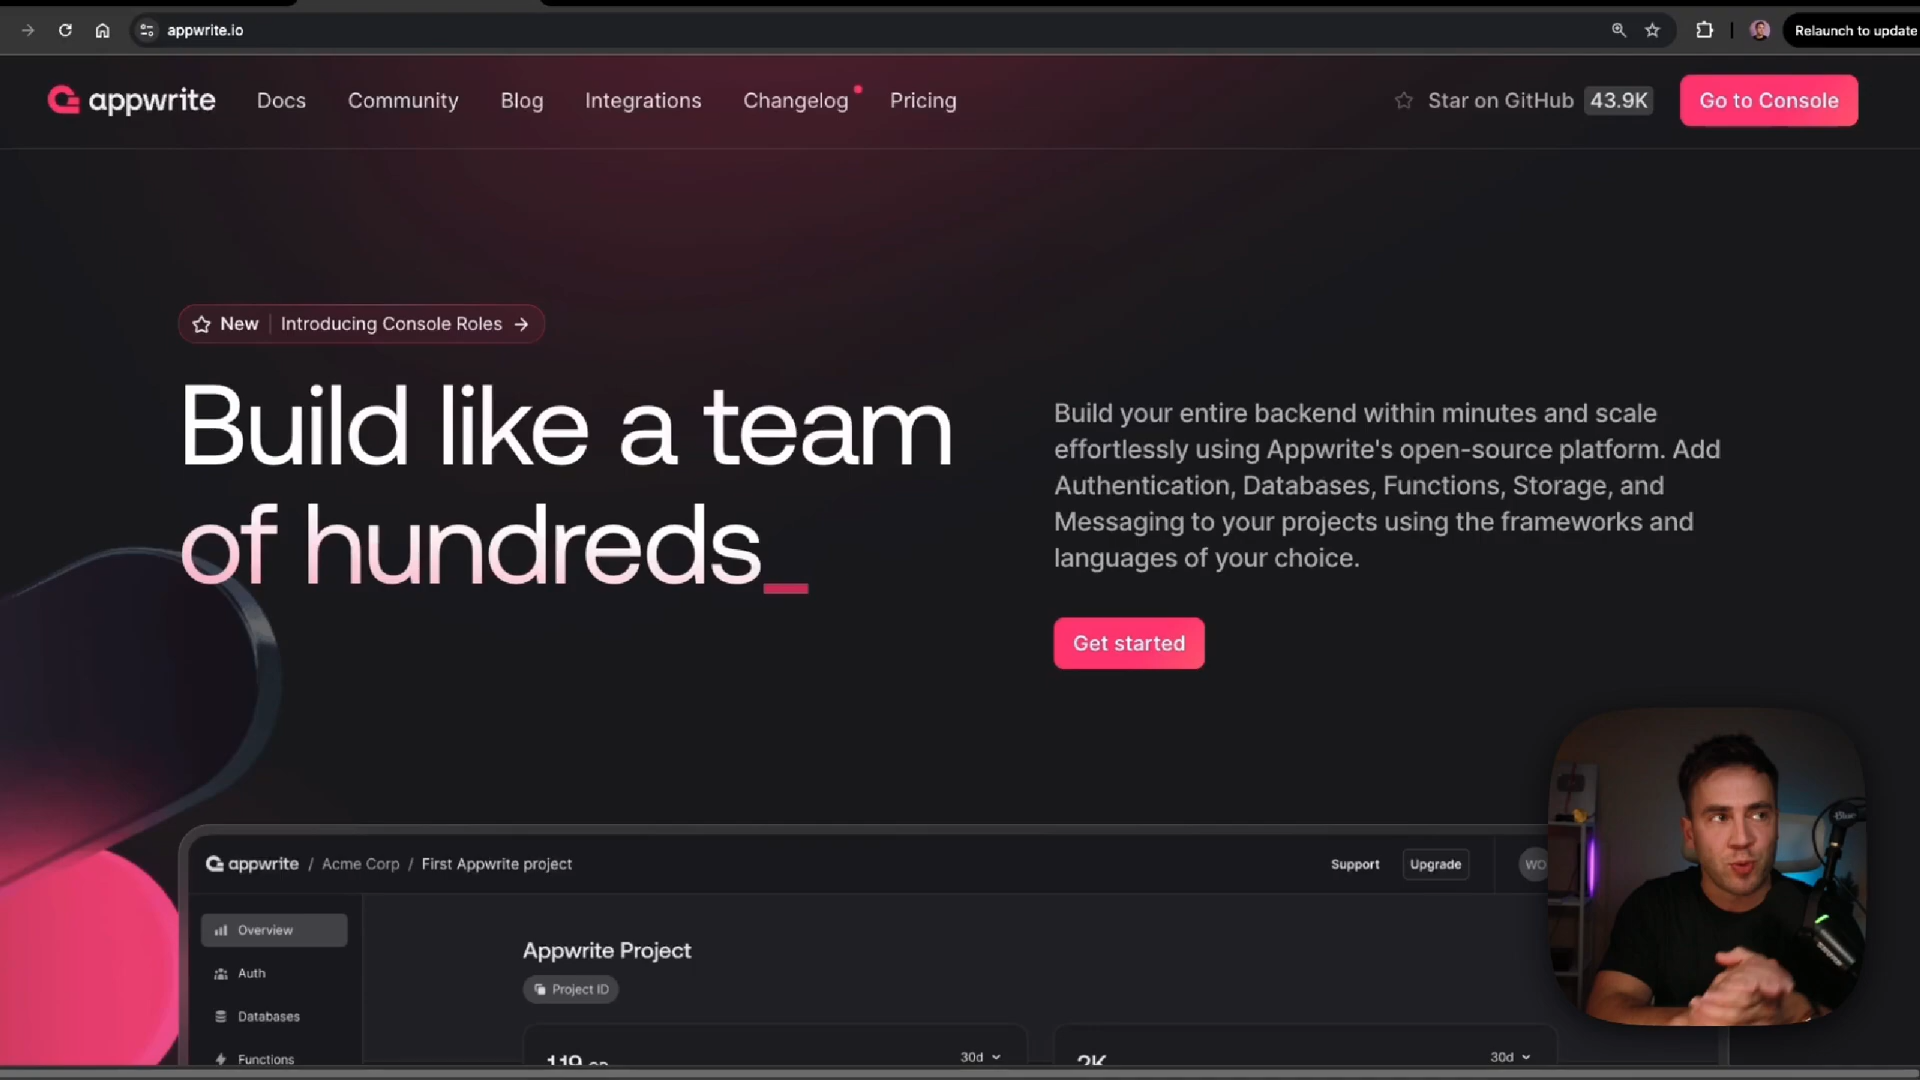 appwrite.io
Relaunch to update
appwrite
Docs
Community
Blog
Integrations
Changelog
Pricing
Star on GitHub 43.9K
Go to Console
New
Introducing Console Roles →
Build like a team
of hundreds_
Build your entire backend within minutes and scale
effortlessly using Appwrite's open-source platform. Add
Authentication, Databases, Functions, Storage, and
Messaging to your projects using the frameworks and
languages of your choice.
Get started
appwrite / Acme Corp / First Appwrite project
Support
Upgrade
WO
Overview
Auth
Databases
Functions
Appwrite Project
Project ID
30d
2K
30d